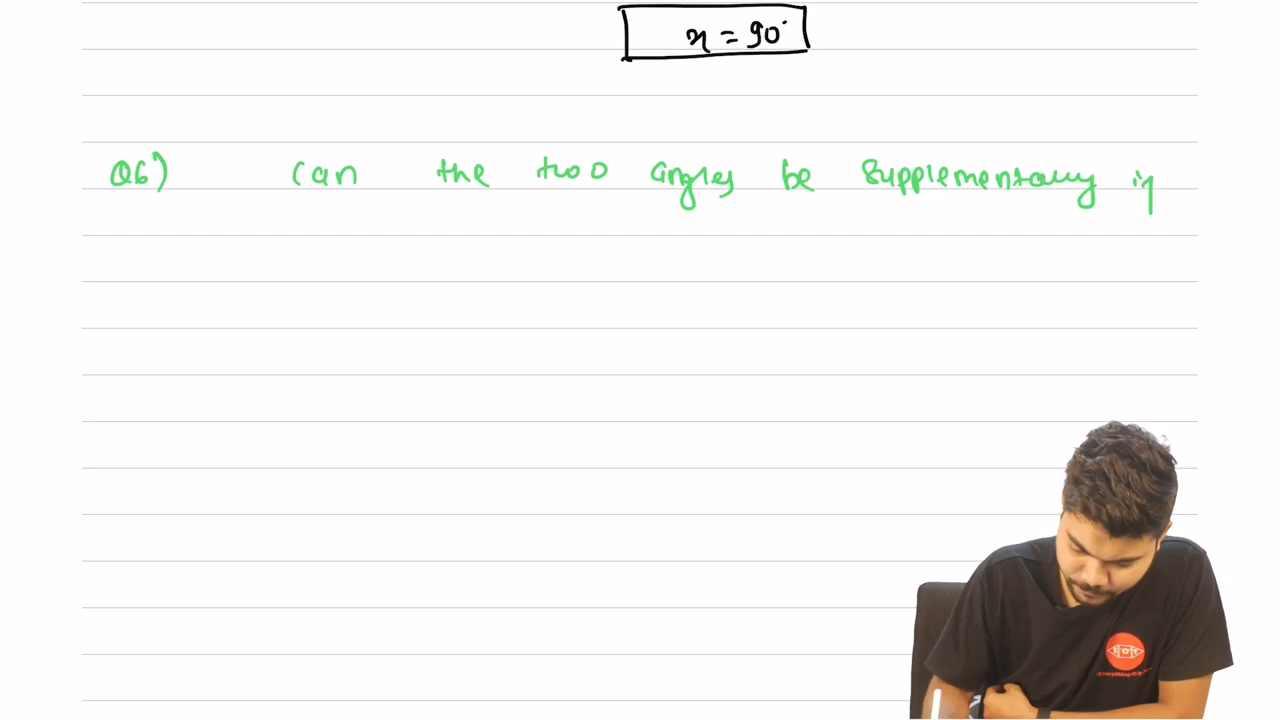 x = 90°
Q6) Can the two angles be Supplementary if